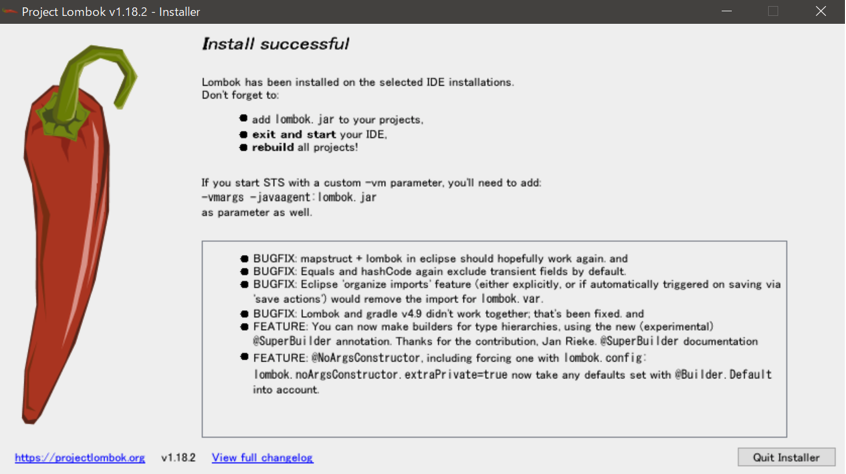 Project Lombok v1.18.2 - Installer
Install successful
Lombok has been installed on the selected IDE installations.
Don't forget to:
● add lombok.jar to your projects,
● exit and start your IDE,
● rebuild all projects!
If you start STS with a custom -vm parameter, you'll need to add:
-vmargs -javaagent:lombok.jar
as parameter as well.
● BUGFIX: mapstruct + lombok in eclipse should hopefully work again. and
● BUGFIX: Equals and hashCode again exclude transient fields by default.
● BUGFIX: Eclipse 'organize imports' feature (either explicitly, or if automatically triggered on saving via
'save actions') would remove the import for lombok.var.
● BUGFIX: Lombok and gradle v4.9 didn't work together; that's been fixed. and
● FEATURE: You can now make builders for type hierarchies, using the new (experimental)
@SuperBuilder annotation. Thanks for the contribution, Jan Rieke. @SuperBuilder documentation
● FEATURE: @NoArgsConstructor, including forcing one with lombok.config:
lombok.noArgsConstructor.extraPrivate=true now take any defaults set with @Builder.Default
into account.
https://projectlombok.org v1.18.2 View full changelog Quit Installer